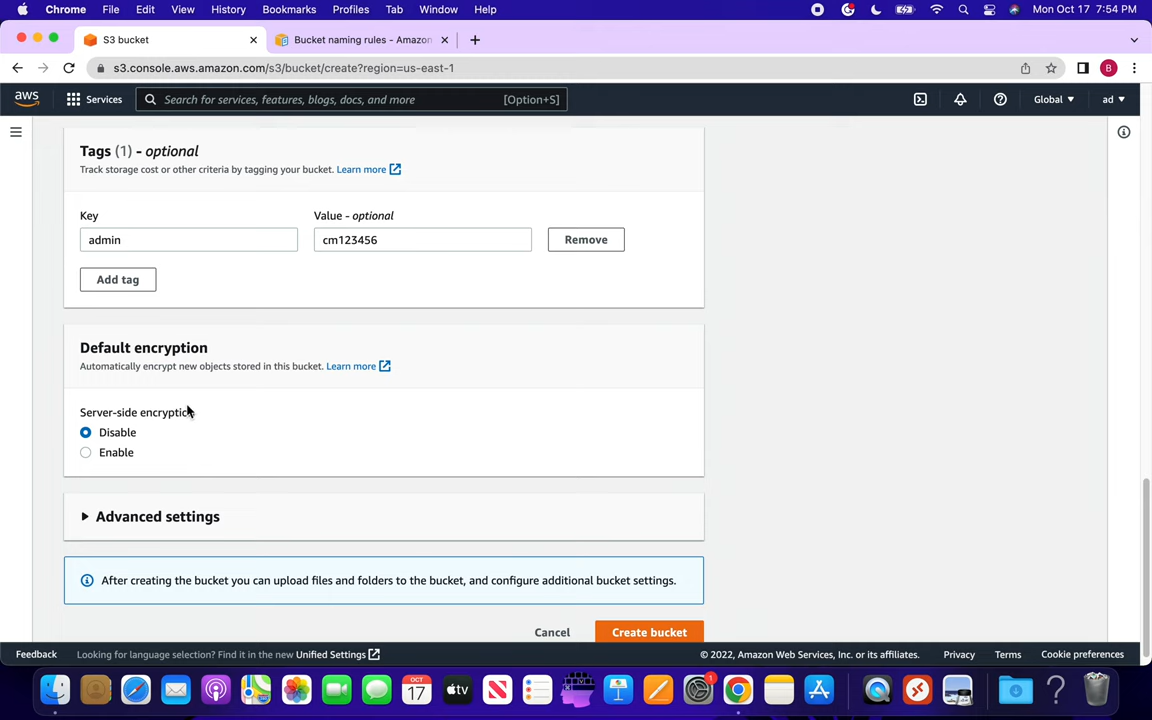 Chrome File Edit View History Bookmarks Profiles Tab Window Help Mon Oct 17 7:54 PM
S3 bucket Bucket naming rules - Amazon
s3.console.aws.amazon.com/s3/bucket/create?region=us-east-1 B
aws Services Search for services, features, blogs, docs, and more [Option+S] Global ad
Tags (1) - optional
Track storage cost or other criteria by tagging your bucket. Learn more
Key Value - optional
admin cm123456 Remove
Add tag
Default encryption
Automatically encrypt new objects stored in this bucket. Learn more
Server-side encryption
Disable
Enable
Advanced settings
After creating the bucket you can upload files and folders to the bucket, and configure additional bucket settings.
Cancel Create bucket
Feedback Looking for language selection? Find it in the new Unified Settings © 2022, Amazon Web Services, Inc. or its affiliates. Privacy Terms Cookie preferences
OCT
17 tv 1